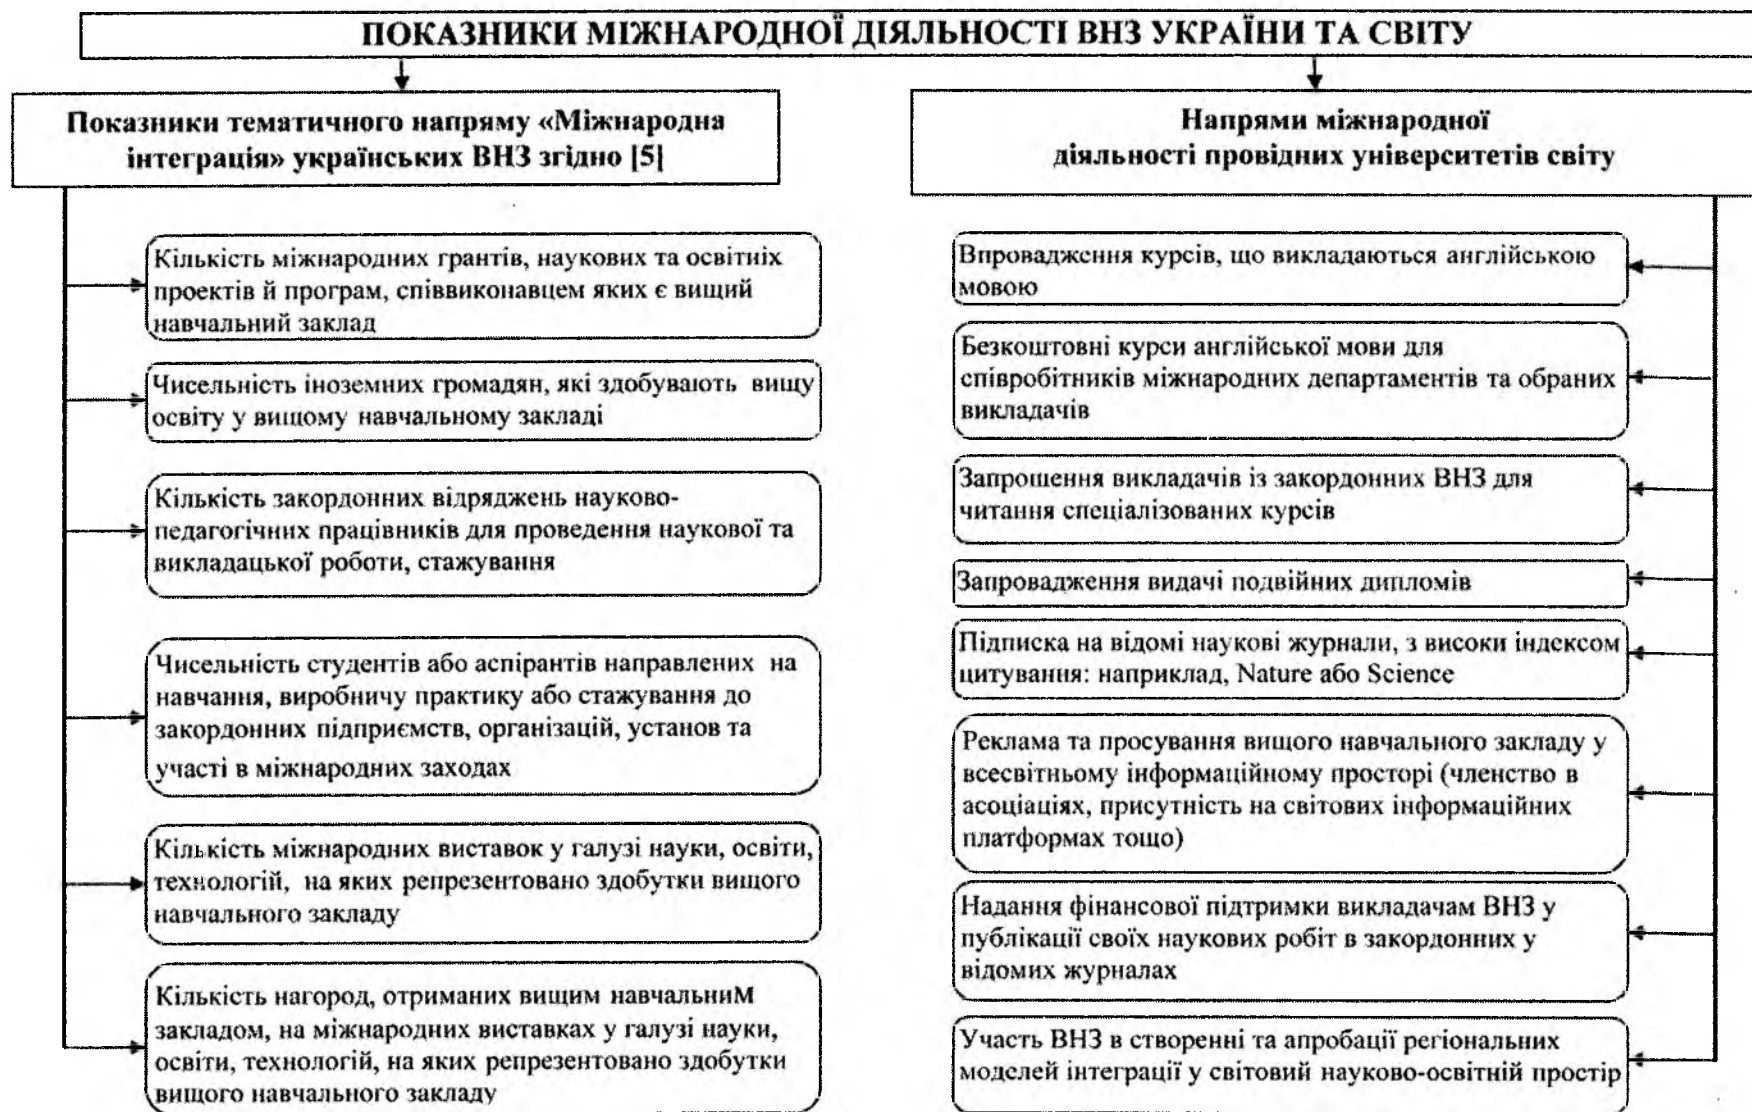 ПОКАЗНИКИ МІЖНАРОДНОЇ ДІЯЛЬНОСТІ ВНЗ УКРАЇНИ ТА СВІТУ
Показники тематичного напряму «Міжнародна
інтеграція» українських ВНЗ згідно [5]
Кількість міжнародних грантів, наукових та освітніх
проектів й програм, співвиконавцем яких є вищий
навчальний заклад
Чисельність іноземних громадян, які здобувають вищу
освіту у вищому навчальному закладі
Кількість закордонних відряджень науково-
педагогічних працівників для проведення наукової та
викладацької роботи, стажування
Чисельність студентів або аспірантів направлених на
навчання, виробничу практику або стажування до
закордонних підприємств, організацій, установ та
участі в міжнародних заходах
Кількість міжнародних виставок у галузі науки, освіти,
технологій, на яких репрезентовано здобутки вищого
навчального закладу
Кількість нагород, отриманих вищим навчальниМ
закладом, на міжнародних виставках у галузі науки,
освіти, технологій, на яких репрезентовано здобутки
вищого навчального закладу
Напрями міжнародної
діяльності провідних університетів світу
Впровадження курсів, що викладаються англійською
мовою
Безкоштовні курси англійської мови для
співробітників міжнародних департаментів та обраних
викладачів
Запрошення викладачів із закордонних ВНЗ для
читання спеціалізованих курсів
Запровадження видачі подвійних дипломів
Підписка на відомі наукові журнали, з високи індексом
цитування: наприклад, Nature або Science
Реклама та просування вищого навчального закладу у
всесвітньому інформаційному просторі (членство в
асоціаціях, присутність на світових інформаційних
платформах тощо)
Надання фінансової підтримки викладачам ВНЗ у
публікації своїх наукових робіт в закордонних у
відомих журналах
Участь ВНЗ в створенні та апробації регіональних
моделей інтеграції у світовий науково-освітній простір